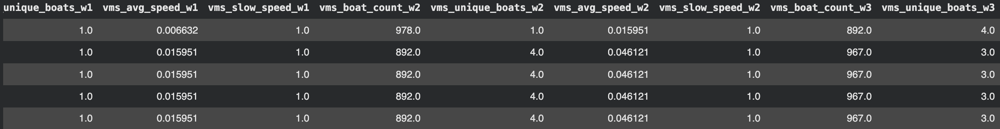 unique_boats_w1 vms_avg_speed_w1 vms_slow_speed_w1 vms_boat_count_w2 vms_unique_boats_w2 vms_avg_speed_w2 vms_slow_speed_w2 vms_boat_count_w3 vms_unique_boats_w3
1.0 0.006632 1.0 978.0 1.0 0.015951 1.0 892.0 4.0
1.0 0.015951 1.0 892.0 4.0 0.046121 1.0 967.0 3.0
1.0 0.015951 1.0 892.0 4.0 0.046121 1.0 967.0 3.0
1.0 0.015951 1.0 892.0 4.0 0.046121 1.0 967.0 3.0
1.0 0.015951 1.0 892.0 4.0 0.046121 1.0 967.0 3.0